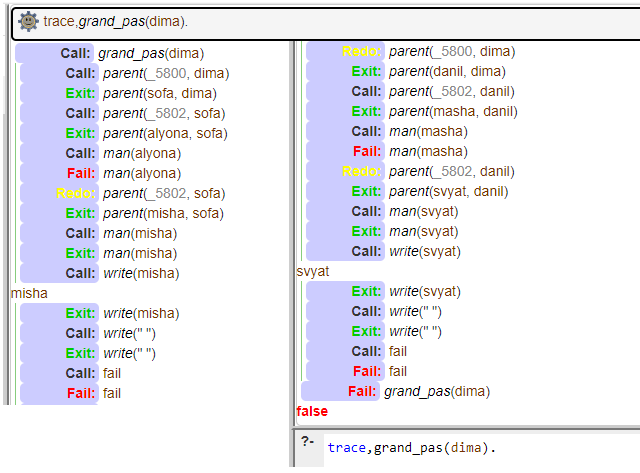 trace,grand_pas(dima).
Call: grand_pas(dima)
Call: parent(_5800, dima)
Exit: parent(sofa, dima)
Call: parent(_5802, sofa)
Exit: parent(alyona, sofa)
Call: man(alyona)
Fail: man(alyona)
Redo: parent(_5802, sofa)
Exit: parent(misha, sofa)
Call: man(misha)
Exit: man(misha)
Call: write(misha)
misha
Exit: write(misha)
Call: write(" ")
Exit: write(" ")
Call: fail
Fail: fail
Redo: parent(_5800, dima)
Exit: parent(danil, dima)
Call: parent(_5802, danil)
Exit: parent(masha, danil)
Call: man(masha)
Fail: man(masha)
Redo: parent(_5802, danil)
Exit: parent(svyat, danil)
Call: man(svyat)
Exit: man(svyat)
Call: write(svyat)
svyat
Exit: write(svyat)
Call: write(" ")
Exit: write(" ")
Call: fail
Fail: fail
Fail: grand_pas(dima)
false
?- trace,grand_pas(dima).